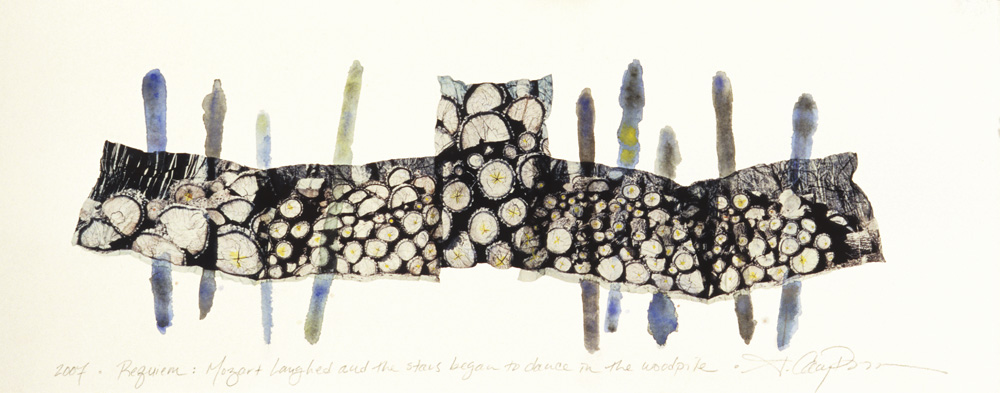 2007 . Requiem : Mozart Laughed and the stars began to dance in the woodpile .